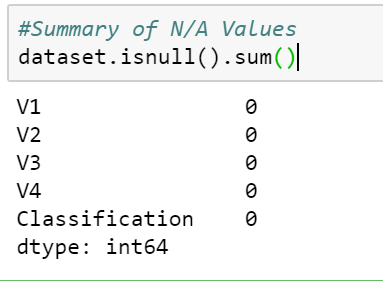 #Summary of N/A Values
dataset.isnull().sum()
V1 0
V2 0
V3 0
V4 0
Classification 0
dtype: int64